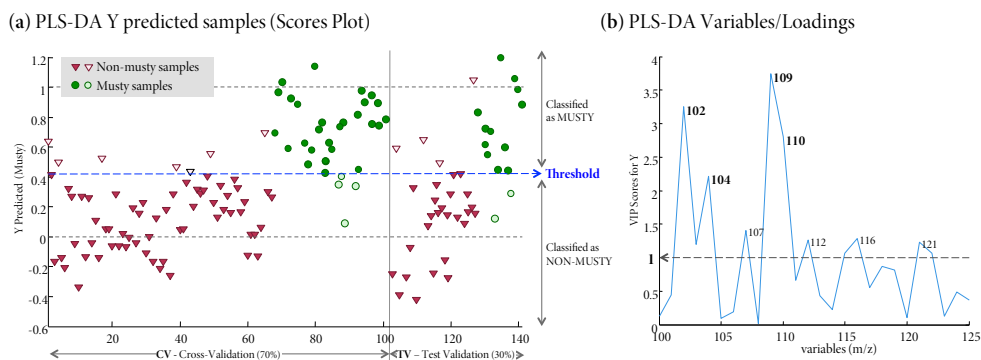 (a) PLS-DA Y predicted samples (Scores Plot)
Y Predicted (Musty)
1.2
1
0.8
0.6
0.4
0.2
0
-0.2
-0.4
-0.6
Non-musty samples
Musty samples
Classified
as MUSTY
Threshold
Classified as
NON-MUSTY
20
40
60
80
100
120
140
CV - Cross-Validation (70%)
TV – Test Validation (30%)
(b) PLS-DA Variables/Loadings
VIP Scores for Y
4
3.5
3
2.5
2
1.5
1
0.5
0
102
104
107
109
110
112
116
121
100
105
110
115
120
125
variables (m/z)